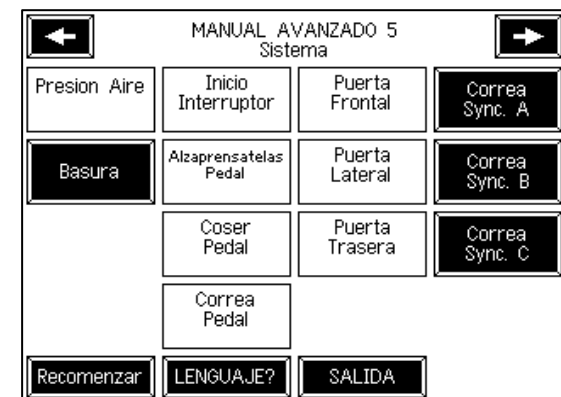 MANUAL AVANZADO 5
Sistema
Presion Aire
Inicio
Interruptor
Puerta
Frontal
Correa
Sync. A
Basura
Alzaprensatelas
Pedal
Puerta
Lateral
Correa
Sync. B
Coser
Pedal
Puerta
Trasera
Correa
Sync. C
Correa
Pedal
Recomenzar
LENGUAJE?
SALIDA